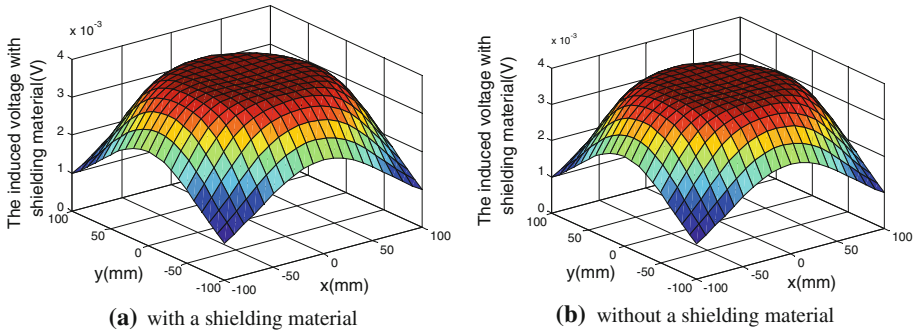 x 10⁻³
4
3
2
1
0
The induced voltage with
shielding material(V)
100
50
0
-50
-100
y(mm)
-100
-50
0
50
100
x(mm)
(a) with a shielding material
x 10⁻³
4
3
2
1
0
The induced voltage with
shielding material(V)
100
50
0
-50
-100
y(mm)
-100
-50
0
50
100
x(mm)
(b) without a shielding material